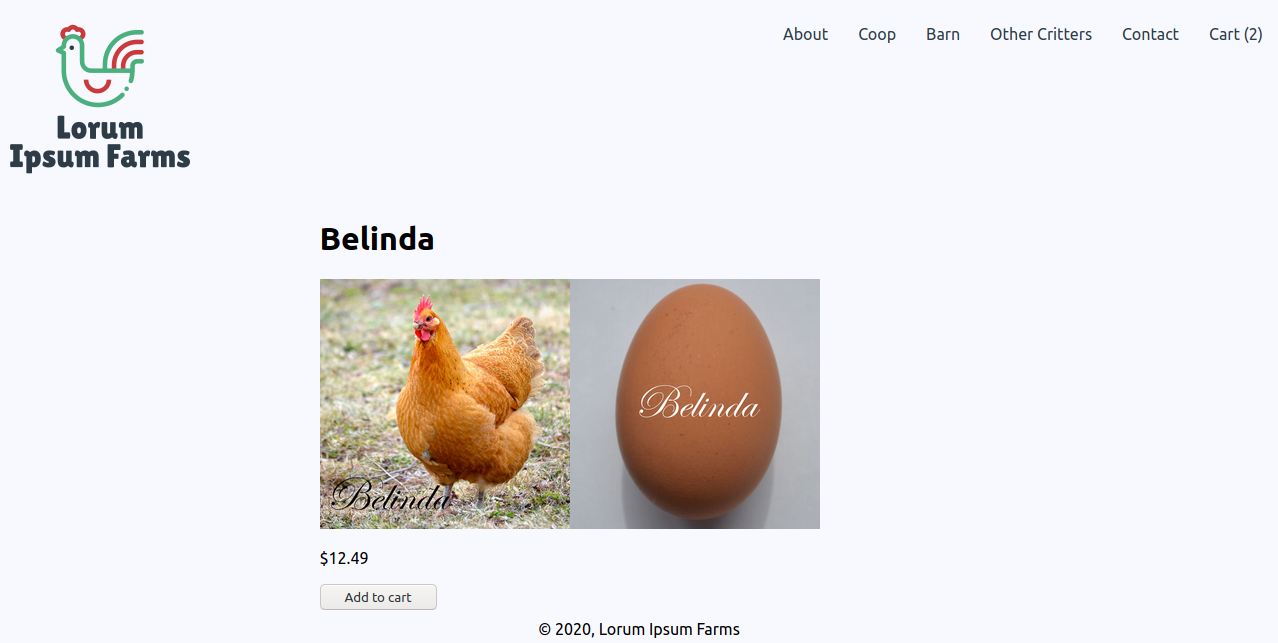 Lorum
Ipsum Farms
About Coop Barn Other Critters Contact Cart (2)
Belinda
Belinda
Belinda
$12.49
Add to cart
© 2020, Lorum Ipsum Farms